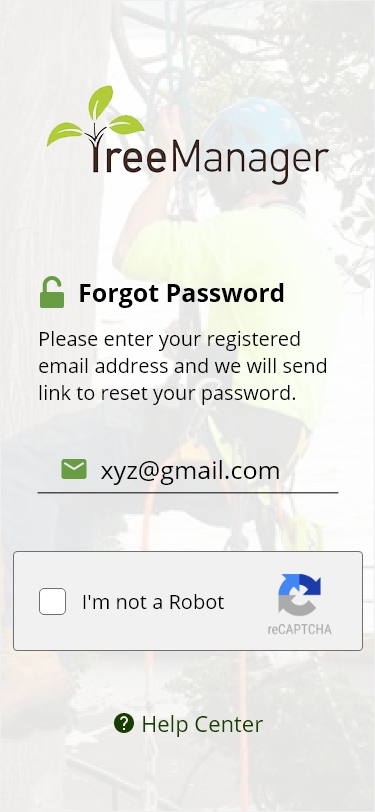 TreeManager
Forgot Password
Please enter your registered
email address and we will send
link to reset your password.
xyz@gmail.com
I'm not a Robot
reCAPTCHA
? Help Center